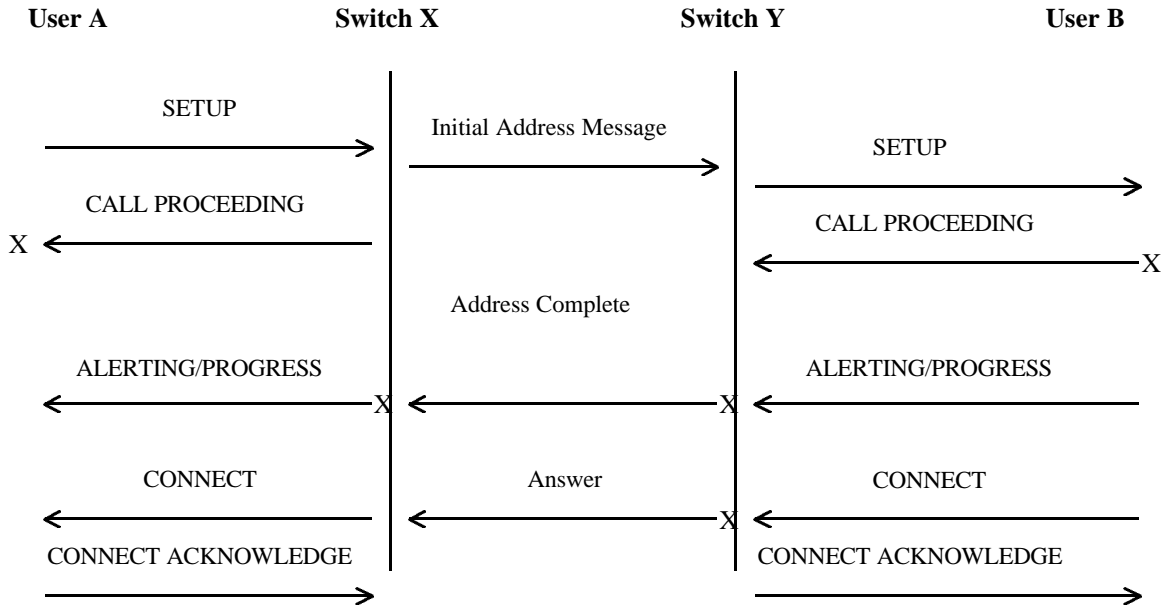 User A Switch X Switch Y User B
SETUP
Initial Address Message
SETUP
CALL PROCEEDING
CALL PROCEEDING
X
X
Address Complete
ALERTING/PROGRESS ALERTING/PROGRESS
X X
CONNECT Answer CONNECT
X
CONNECT ACKNOWLEDGE CONNECT ACKNOWLEDGE